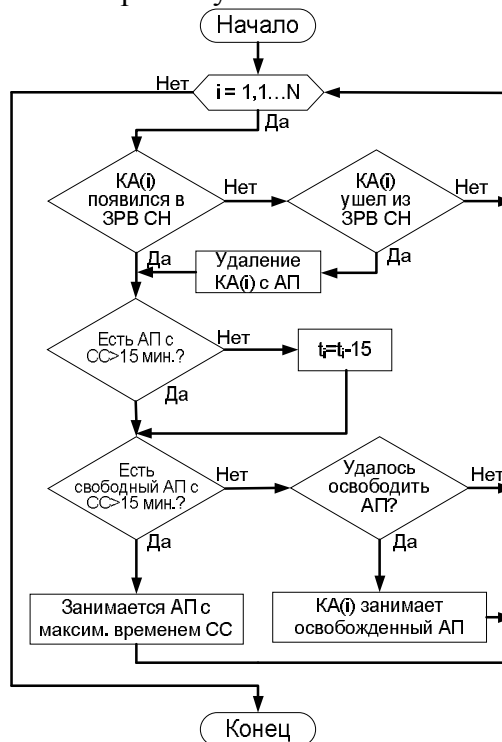 Начало
Нет
i = 1,1…N
Да
КА(i)
появился в
ЗРВ СН
Нет
КА(i)
ушел из
ЗРВ СН
Нет
Да
Удаление
КА(i) с АП
Да
Есть АП с
СС>15 мин.?
Нет
tᵢ=tᵢ-15
Да
Есть
свободный АП с
СС>15 мин.?
Нет
Удалось
освободить
АП?
Нет
Да
Да
Занимается АП с
максим. временем СС
КА(i) занимает
освобожденный АП
Конец